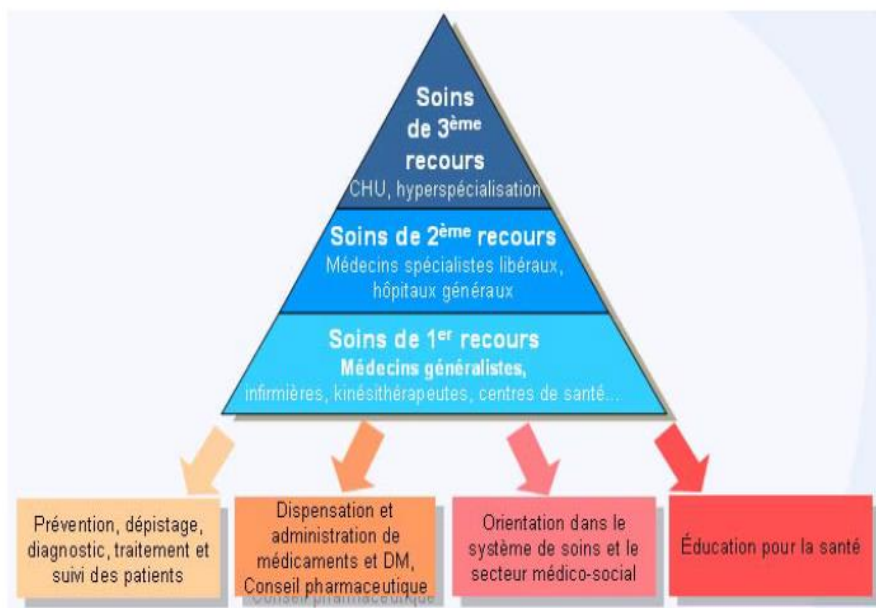 Soins
de 3ème
recours
CHU, hyperspécialisation
Soins de 2ème recours
Médecins spécialistes libéraux,
hôpitaux généraux
Soins de 1er recours
Médecins généralistes,
infirmières, kinésithérapeutes, centres de santé...
Prévention, dépistage,
diagnostic, traitement et
suivi des patients
Dispensation et
administration de
médicaments et DM,
Conseil pharmaceutique
Orientation dans le
système de soins et le
secteur médico-social
Éducation pour la santé